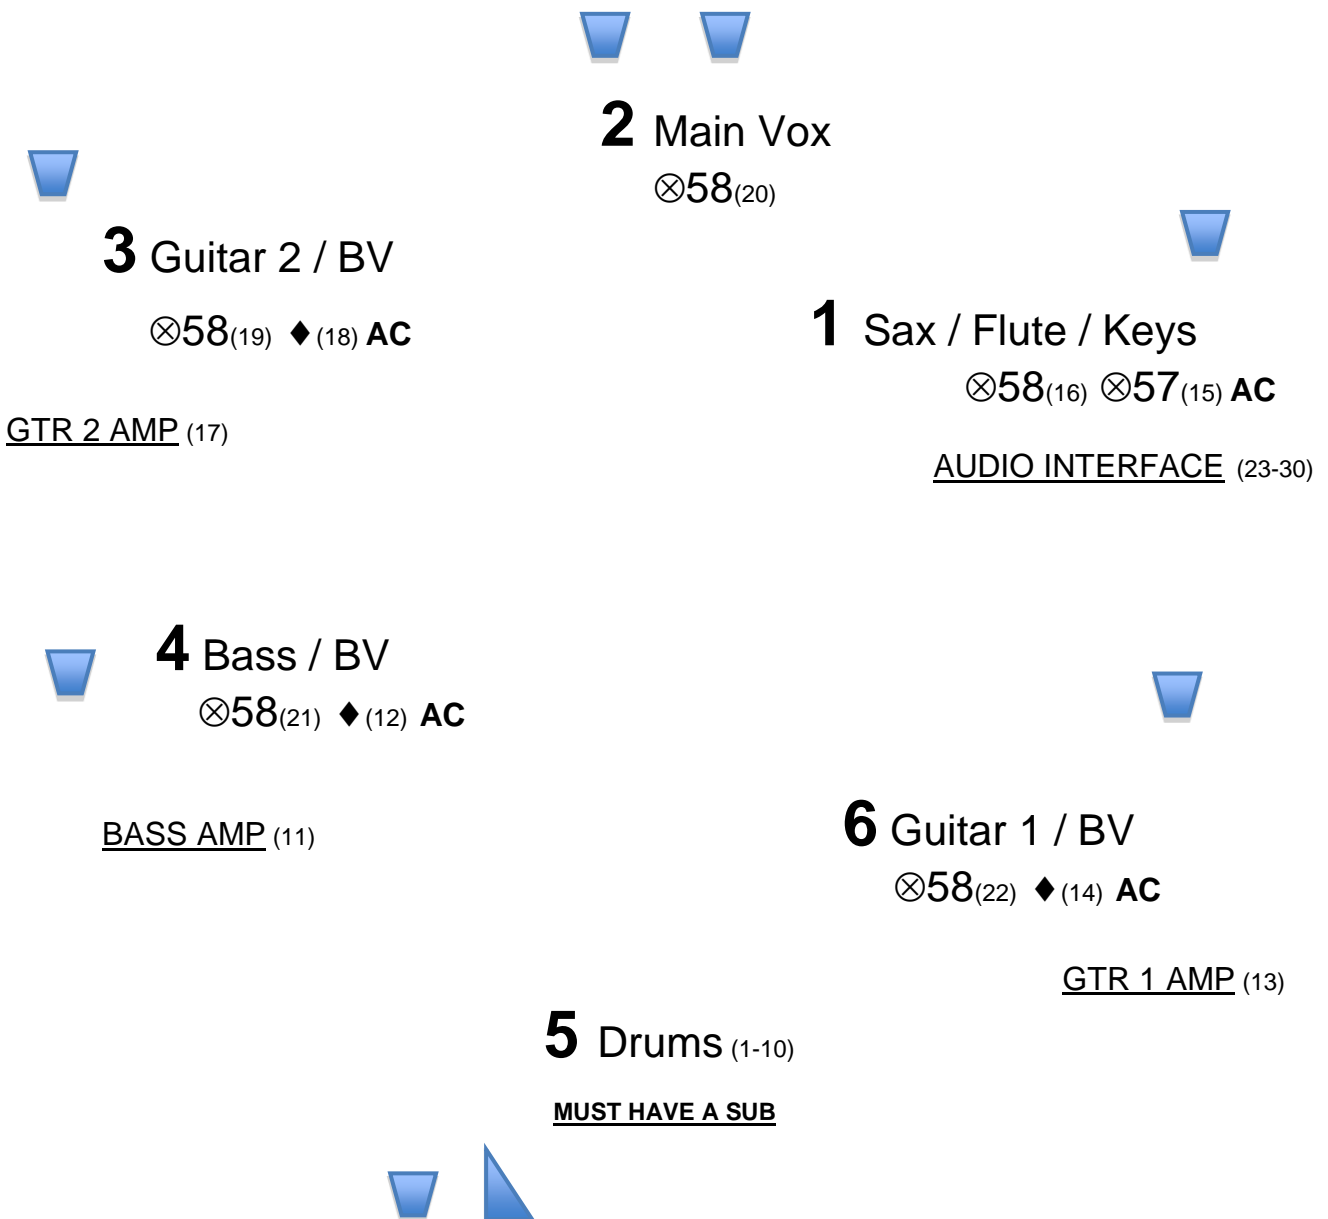 2 Main Vox
⊗58(20)
3 Guitar 2 / BV
⊗58(19) ♦(18) AC
GTR 2 AMP (17)
1 Sax / Flute / Keys
⊗58(16) ⊗57(15) AC
AUDIO INTERFACE (23-30)
4 Bass / BV
⊗58(21) ♦(12) AC
BASS AMP (11)
6 Guitar 1 / BV
⊗58(22) ♦(14) AC
GTR 1 AMP (13)
5 Drums (1-10)
MUST HAVE A SUB